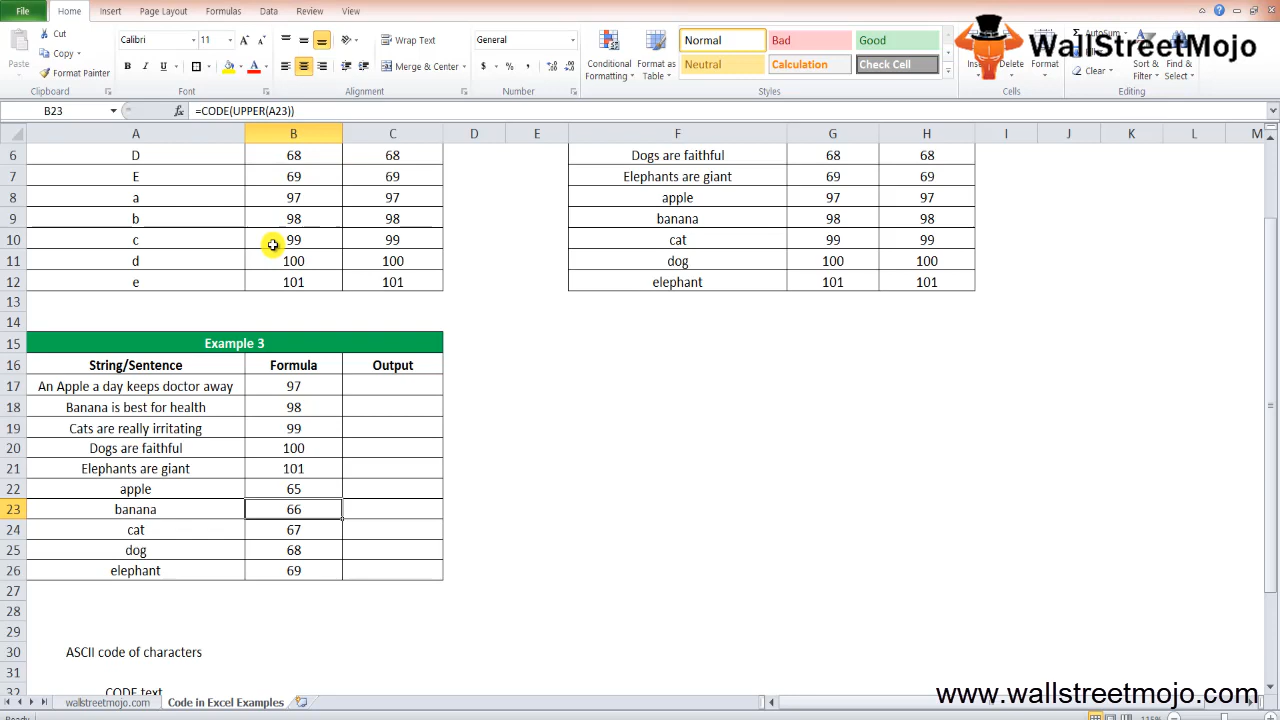 File Home Insert Page Layout Formulas Data Review View
Cut
Copy
Format Painter
Paste
Clipboard
Calibri 11
B I U A
Font
Wrap Text
Merge & Center
Alignment
General
$ % ,
Number
Conditional Formatting
Format as Table
Normal Bad Good
Neutral Calculation Check Cell
Styles
Delete Format
Cells
AutoSum
Clear
Sort & Filter
Find & Select
Editing
WallStreetMojo
B23 fx =CODE(UPPER(A23))
A B C D E F G H I J K L M
6 D 68 68 Dogs are faithful 68 68
7 E 69 69 Elephants are giant 69 69
8 a 97 97 apple 97 97
9 b 98 98 banana 98 98
10 c 99 99 cat 99 99
11 d 100 100 dog 100 100
12 e 101 101 elephant 101 101
13
14
15 Example 3
16 String/Sentence Formula Output
17 An Apple a day keeps doctor away 97
18 Banana is best for health 98
19 Cats are really irritating 99
20 Dogs are faithful 100
21 Elephants are giant 101
22 apple 65
23 banana 66
24 cat 67
25 dog 68
26 elephant 69
27
28
29
30 ASCII code of characters
31
32 CODE text
wallstreetmojo.com Code in Excel Examples
www.wallstreetmojo.com
Ready 115%